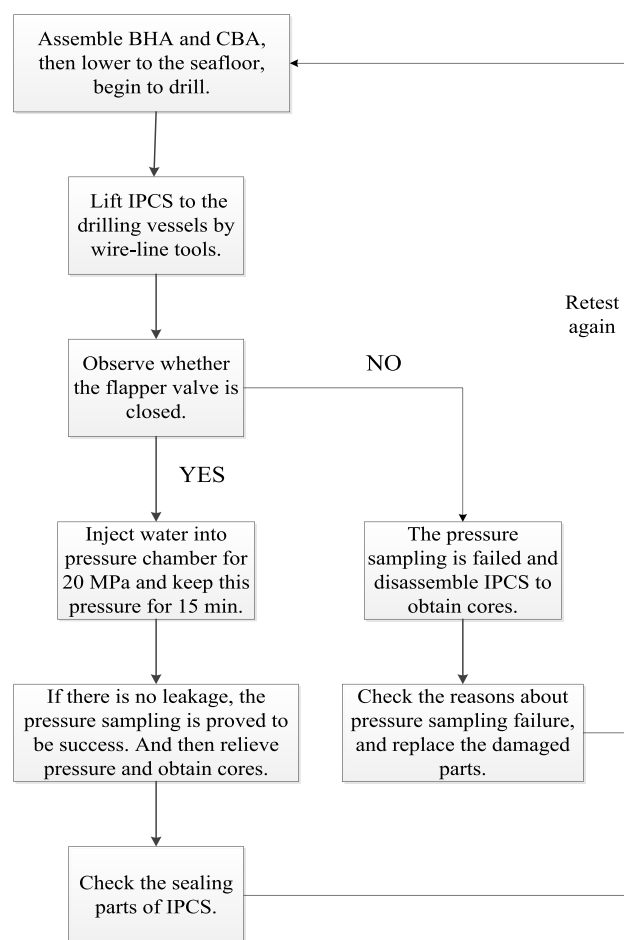 Assemble BHA and CBA,
then lower to the seafloor,
begin to drill.
Lift IPCS to the
drilling vessels by
wire-line tools.
Retest
again
Observe whether
the flapper valve is
closed.
NO
YES
Inject water into
pressure chamber for
20 MPa and keep this
pressure for 15 min.
The pressure
sampling is failed and
disassemble IPCS to
obtain cores.
If there is no leakage, the
pressure sampling is proved to
be success. And then relieve
pressure and obtain cores.
Check the reasons about
pressure sampling failure,
and replace the damaged
parts.
Check the sealing
parts of IPCS.